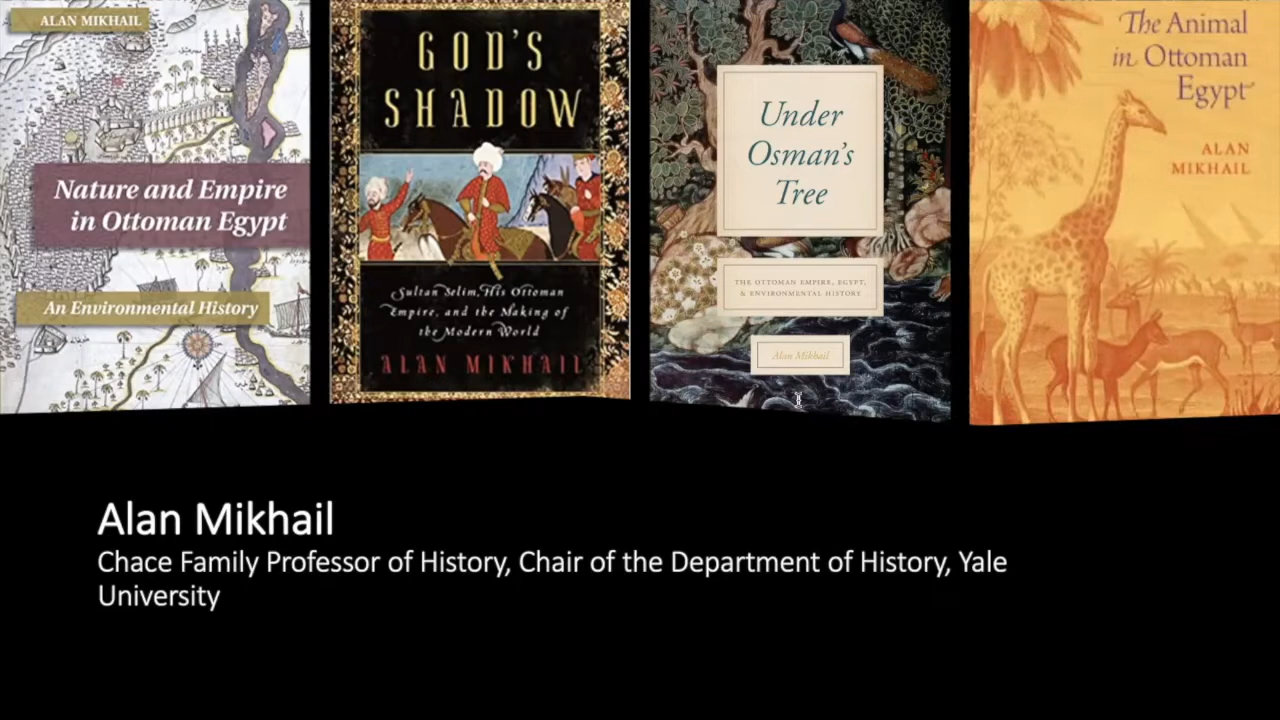 ALAN MIKHAIL
Nature and Empire
in Ottoman Egypt
An Environmental History
GOD'S
SHADOW
Sultan Selim, His Ottoman
Empire, and the Making of
the Modern World
ALAN MIKHAIL
Under
Osman's
Tree
THE OTTOMAN EMPIRE, EGYPT,
& ENVIRONMENTAL HISTORY
Alan Mikhail
The Animal
in Ottoman
Egypt
ALAN
MIKHAIL
Alan Mikhail
Chace Family Professor of History, Chair of the Department of History, Yale
University